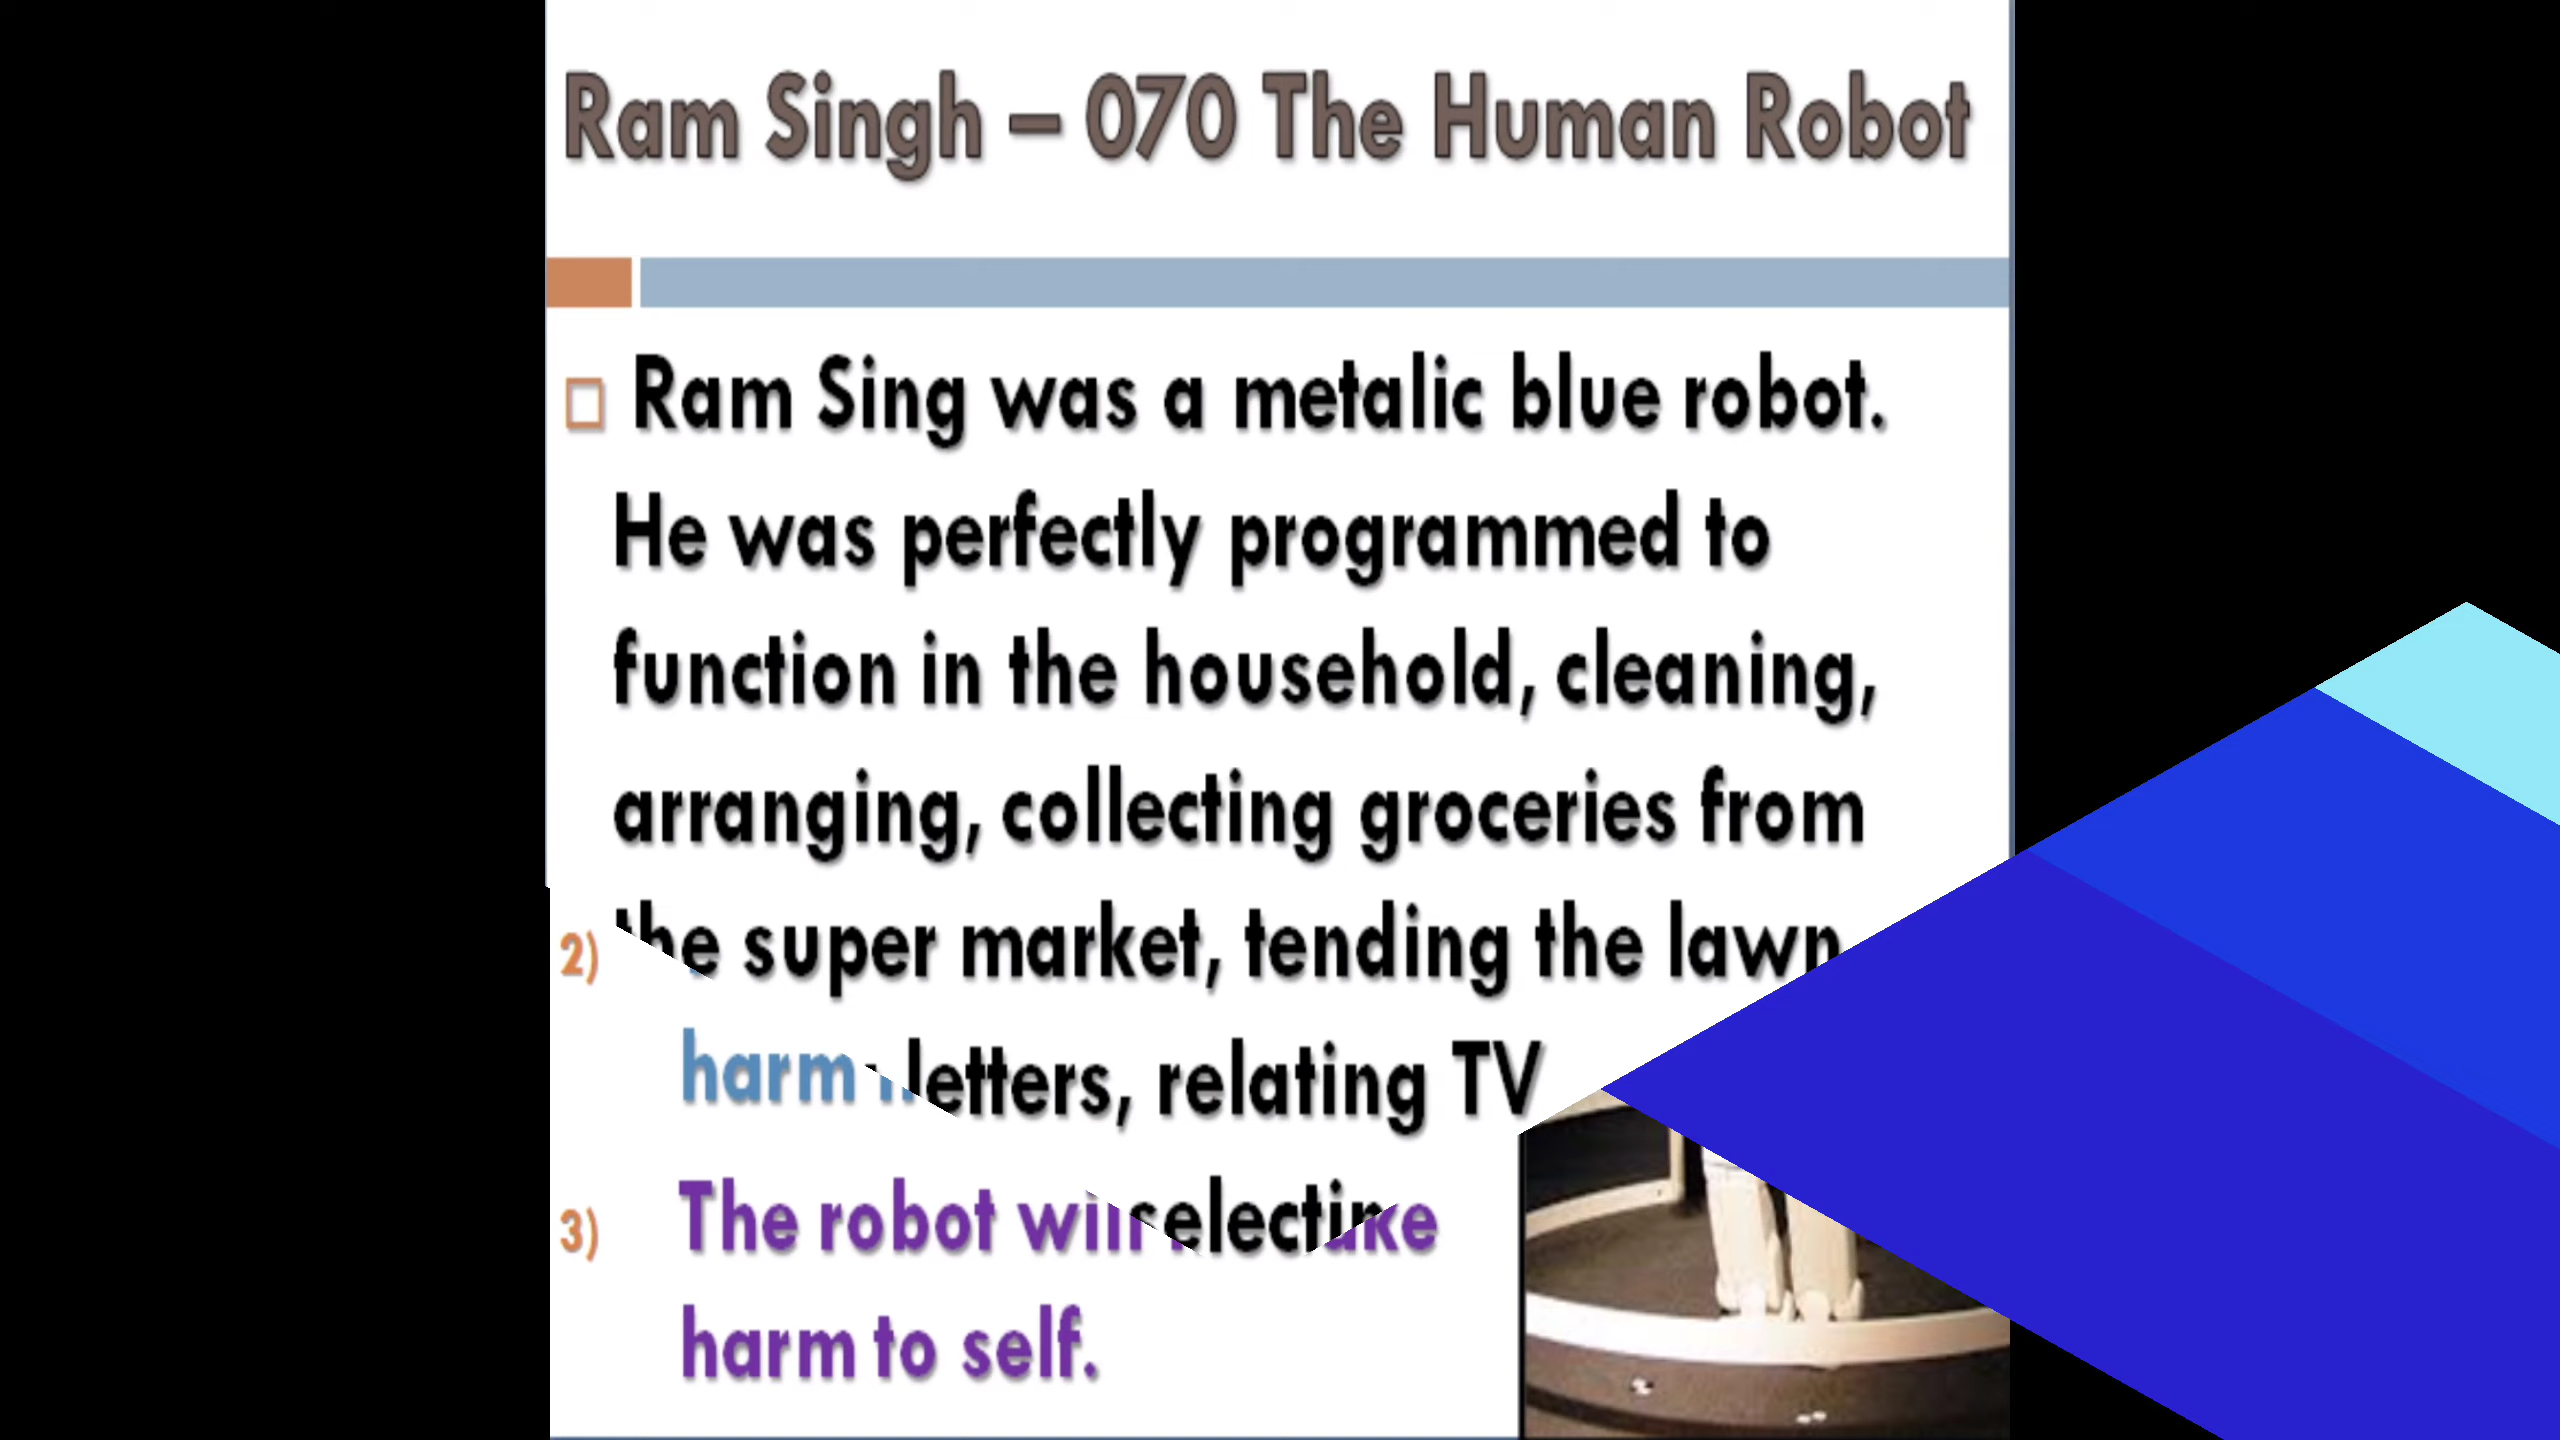 Ram Singh – 070 The Human Robot
Ram Sing was a metalic blue robot.
He was perfectly programmed to
function in the household, cleaning,
arranging, collecting groceries from
2) the super market, tending the lawn
harm letters, relating TV
3) The robot will
harm to self.